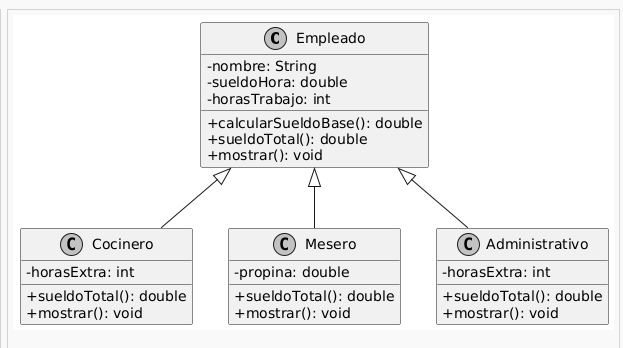 C Empleado
-nombre: String
-sueldoHora: double
-horasTrabajo: int
+calcularSueldoBase(): double
+sueldoTotal(): double
+mostrar(): void
C Cocinero
-horasExtra: int
+sueldoTotal(): double
+mostrar(): void
C Mesero
-propina: double
+sueldoTotal(): double
+mostrar(): void
C Administrativo
-horasExtra: int
+sueldoTotal(): double
+mostrar(): void